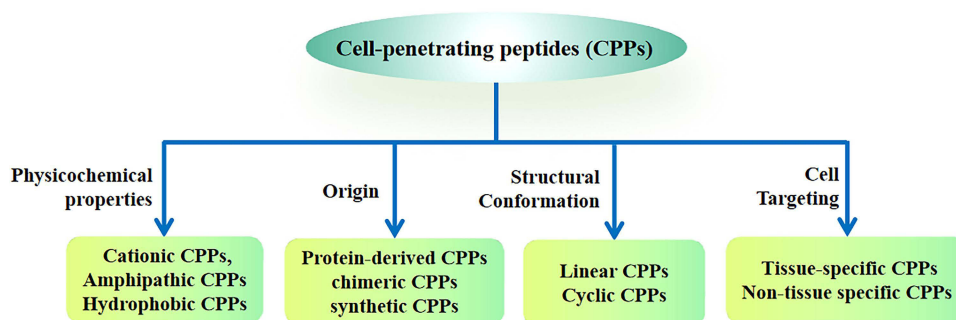 Cell-penetrating peptides (CPPs)
Physicochemical
properties
Origin
Structural
Conformation
Cell
Targeting
Cationic CPPs,
Amphipathic CPPs
Hydrophobic CPPs
Protein-derived CPPs
chimeric CPPs
synthetic CPPs
Linear CPPs
Cyclic CPPs
Tissue-specific CPPs
Non-tissue specific CPPs